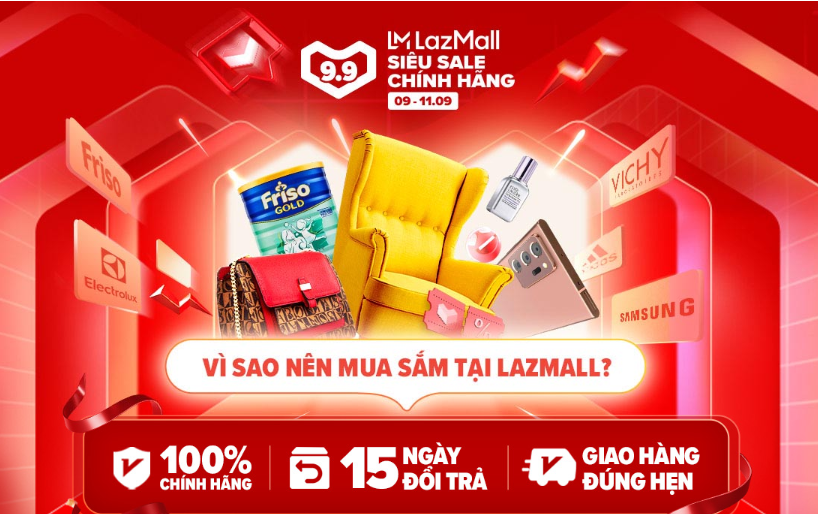 9.9
LazMall
SIÊU SALE
CHÍNH HÃNG
09 - 11.09
Friso
Friso
GOLD
VICHY
LABORATOIRES
Electrolux
SAMSUNG
VÌ SAO NÊN MUA SẮM TẠI LAZMALL?
100%
CHÍNH HÃNG
15 NGÀY
ĐỔI TRẢ
GIAO HÀNG
ĐÚNG HẸN